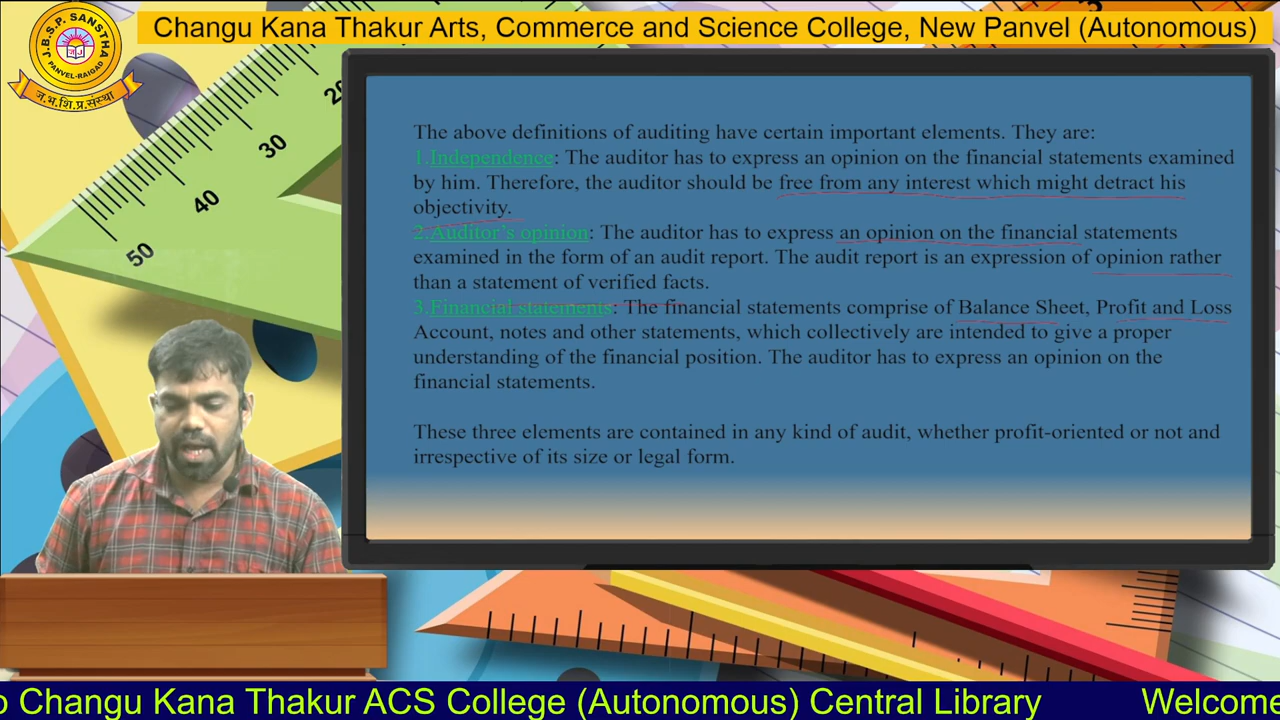 Changu Kana Thakur Arts, Commerce and Science College, New Panvel (Autonomous)
J.B.S.P. SANSTHA
PANVEL-RAIGAD
ज.भ.शि.प्र.संस्था
20
30
40
50
The above definitions of auditing have certain important elements. They are:
1.Independence: The auditor has to express an opinion on the financial statements examined
by him. Therefore, the auditor should be free from any interest which might detract his
objectivity.
2.Auditor's opinion: The auditor has to express an opinion on the financial statements
examined in the form of an audit report. The audit report is an expression of opinion rather
than a statement of verified facts.
3.Financial statements: The financial statements comprise of Balance Sheet, Profit and Loss
Account, notes and other statements, which collectively are intended to give a proper
understanding of the financial position. The auditor has to express an opinion on the
financial statements.
These three elements are contained in any kind of audit, whether profit-oriented or not and
irrespective of its size or legal form.
Changu Kana Thakur ACS College (Autonomous) Central Library Welcome